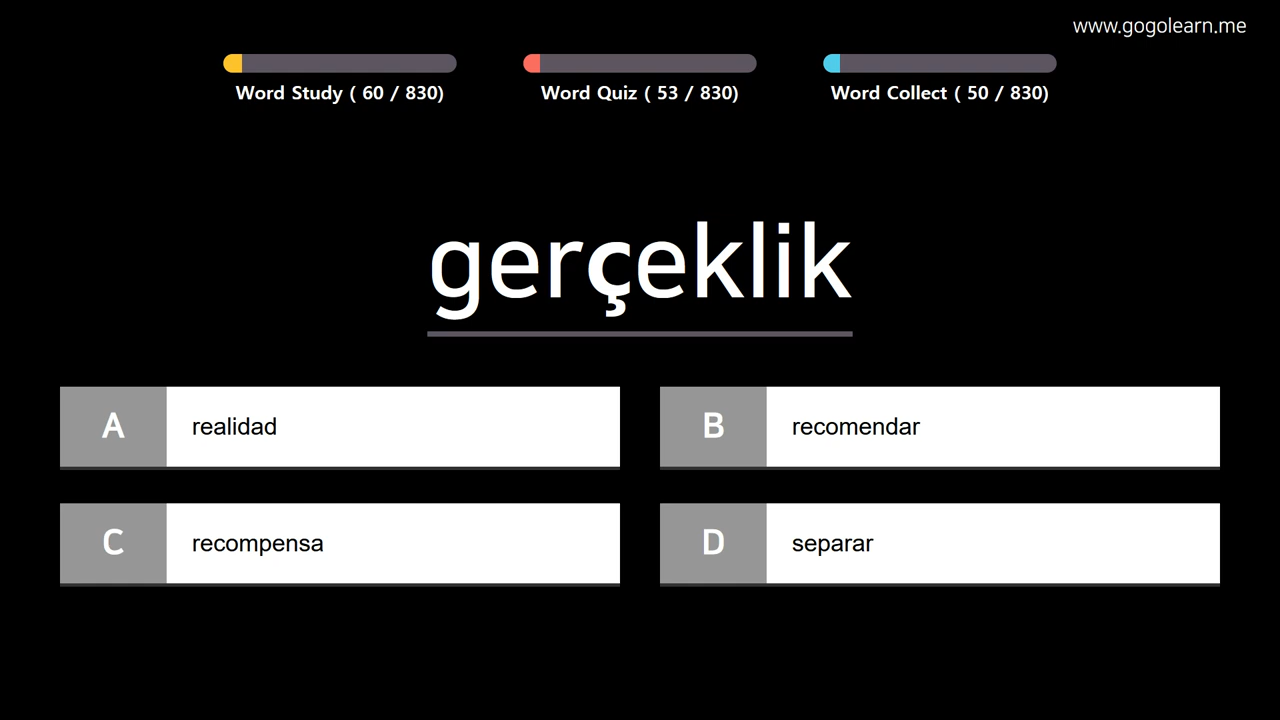 www.gogolearn.me
Word Study ( 60 / 830)
Word Quiz ( 53 / 830)
Word Collect ( 50 / 830)
gerçeklik
A realidad
B recomendar
C recompensa
D separar